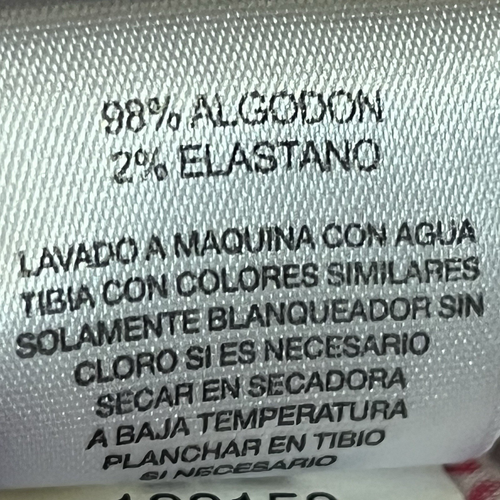 98% ALGODON
2% ELASTANO
LAVADO A MAQUINA CON AGUA
TIBIA CON COLORES SIMILARES
SOLAMENTE BLANQUEADOR SIN
CLORO SI ES NECESARIO
SECAR EN SECADORA
A BAJA TEMPERATURA
PLANCHAR EN TIBIO
SI NECESARIO